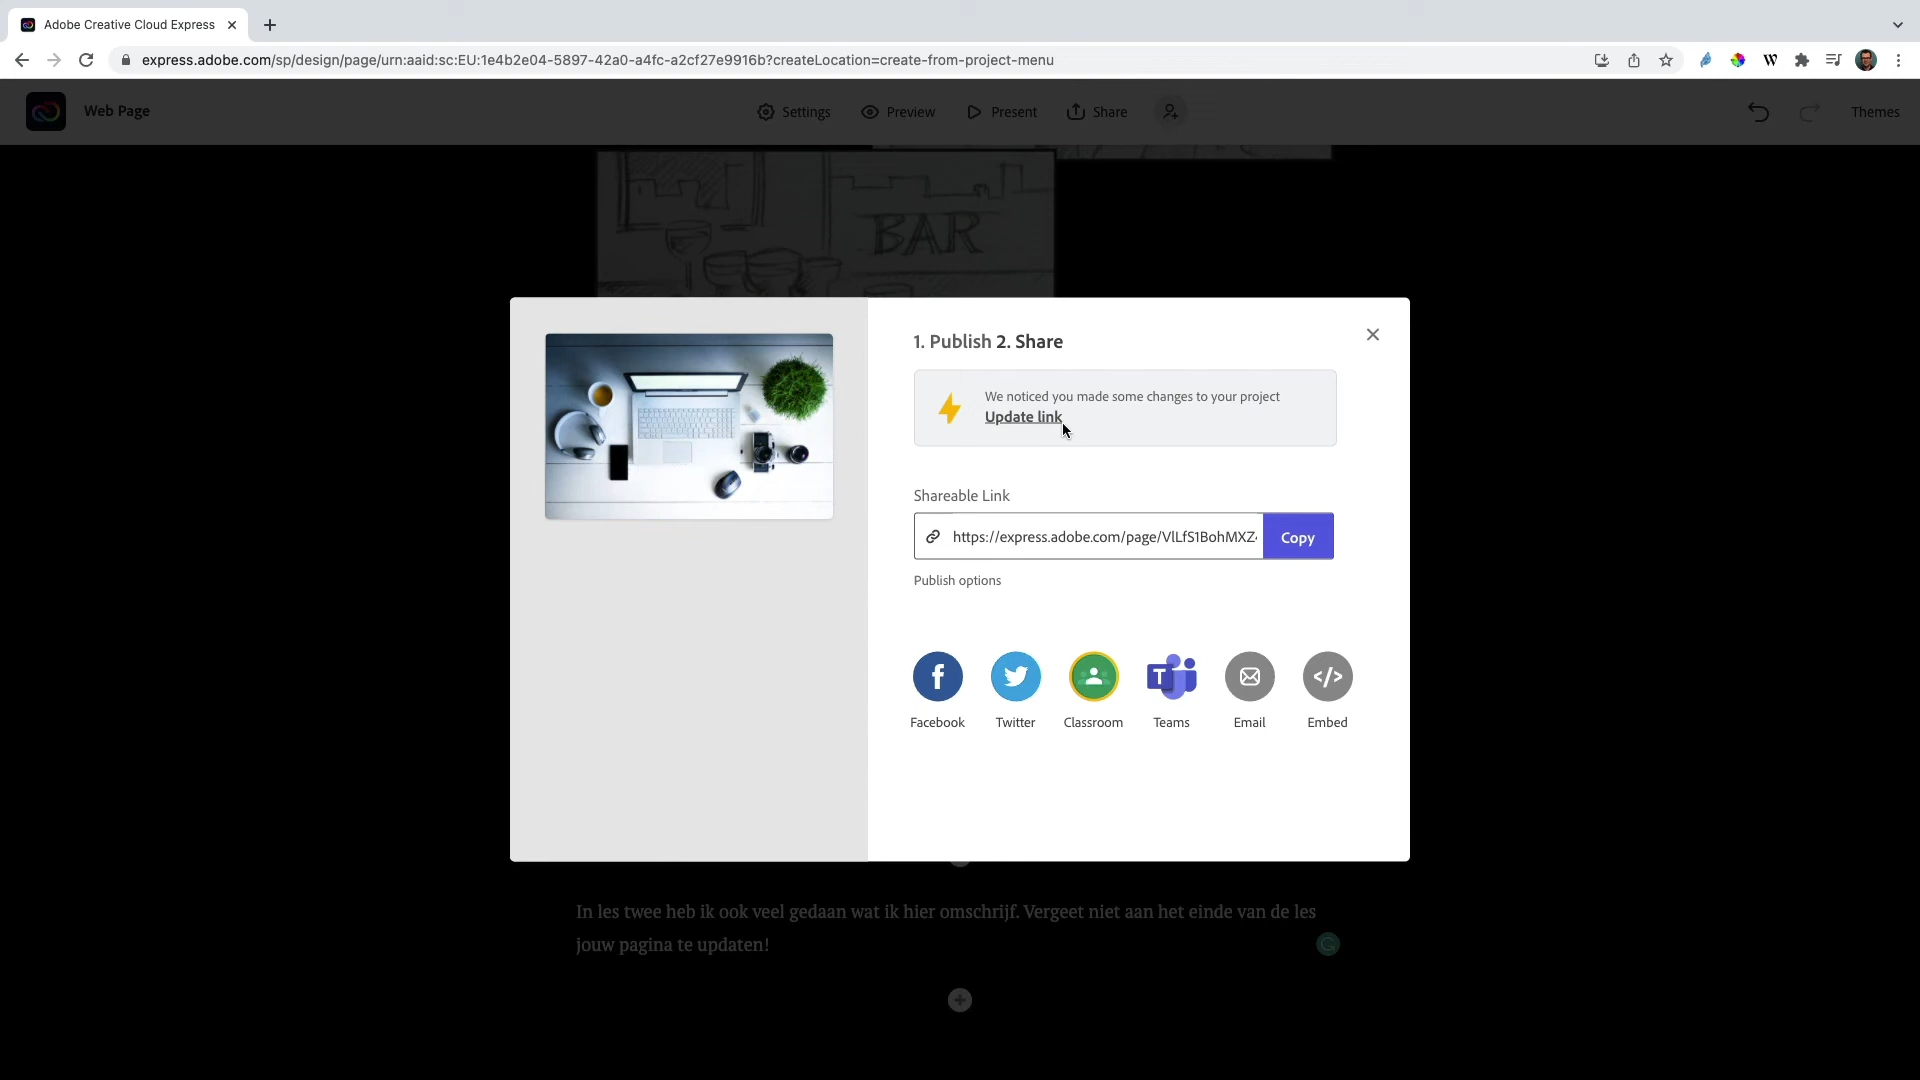 Adobe Creative Cloud Express
express.adobe.com/sp/design/page/urn:aaid:sc:EU:1e4b2e04-5897-42a0-a4fc-a2cf27e9916b?createLocation=create-from-project-menu
W
Web Page
Settings
Preview
Present
Share
Themes
BAR
1. Publish 2. Share
We noticed you made some changes to your project
Update link
Shareable Link
https://express.adobe.com/page/VlLfS1BohMXZ
Copy
Publish options
Facebook
Twitter
Classroom
Teams
Email
Embed
In les twee heb ik ook veel gedaan wat ik hier omschrijf. Vergeet niet aan het einde van de les
jouw pagina te updaten!